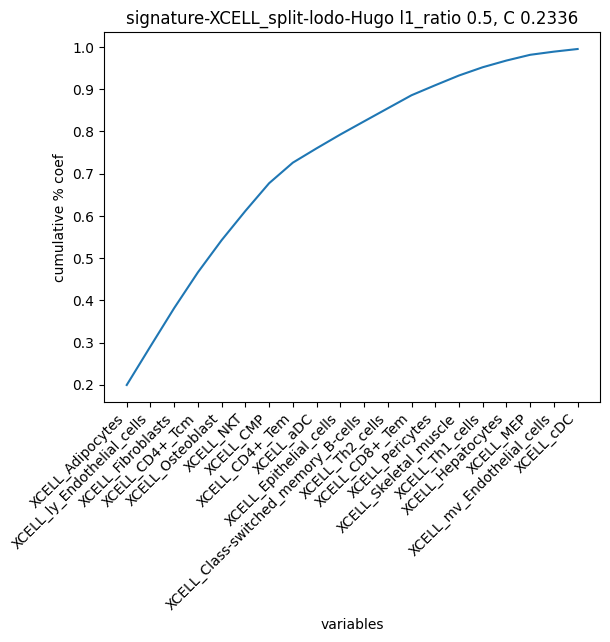 signature-XCELL_split-lodo-Hugo l1_ratio 0.5, C 0.2336
cumulative % coef
1.0
0.9
0.8
0.7
0.6
0.5
0.4
0.3
0.2
XCELL_Adipocytes
XCELL_ly_Endothelial_cells
XCELL_Fibroblasts
XCELL_CD4+_Tcm
XCELL_Osteoblast
XCELL_NKT
XCELL_CMP
XCELL_CD4+_Tem
XCELL_aDC
XCELL_Epithelial_cells
XCELL_Class-switched_memory_B-cells
XCELL_Th2_cells
XCELL_CD8+_Tem
XCELL_Pericytes
XCELL_Skeletal_muscle
XCELL_Th1_cells
XCELL_Hepatocytes
XCELL_MEP
XCELL_mv_Endothelial_cells
XCELL_cDC
variables